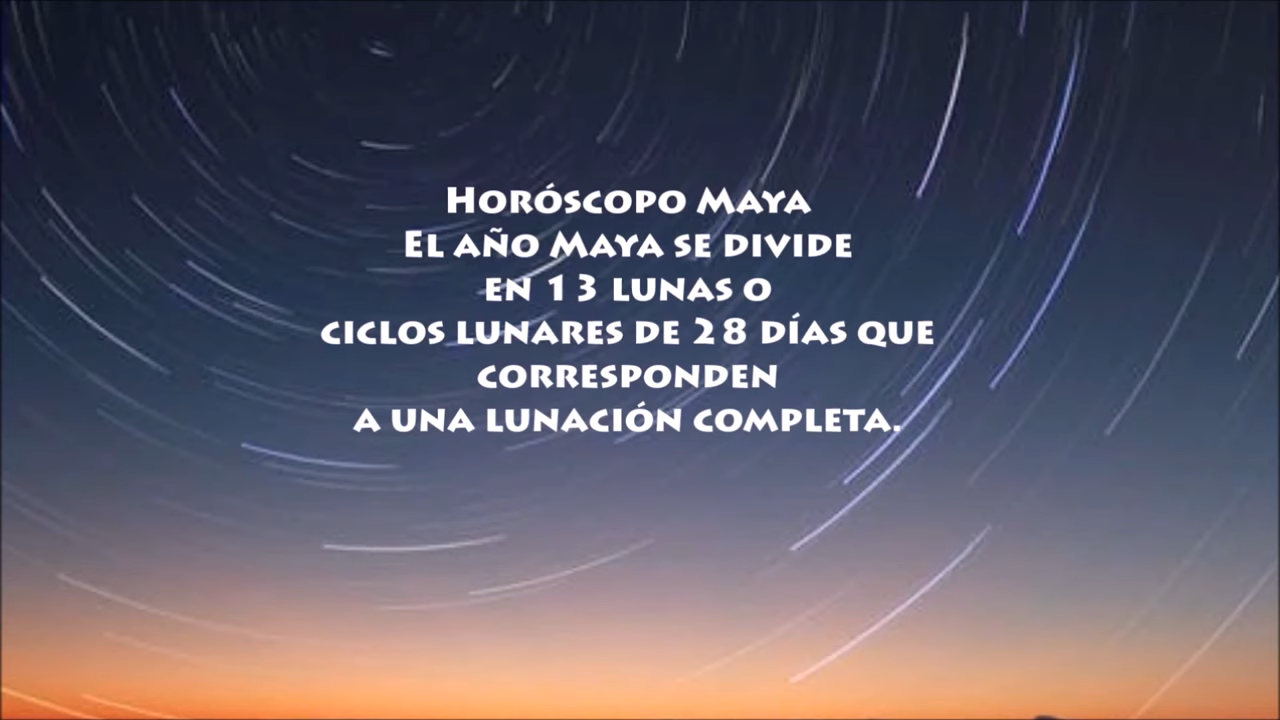 Horóscopo Maya
El año Maya se divide
en 13 lunas o
ciclos lunares de 28 días que
corresponden
a una lunación completa.